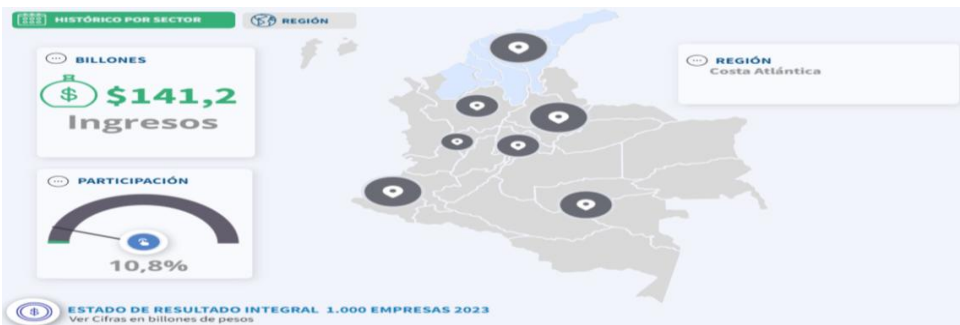 HISTÓRICO POR SECTOR
REGIÓN
BILLONES
$
$141,2
Ingresos
PARTICIPACIÓN
10,8%
REGIÓN
Costa Atlántica
ESTADO DE RESULTADO INTEGRAL 1.000 EMPRESAS 2023
Ver Cifras en billones de pesos